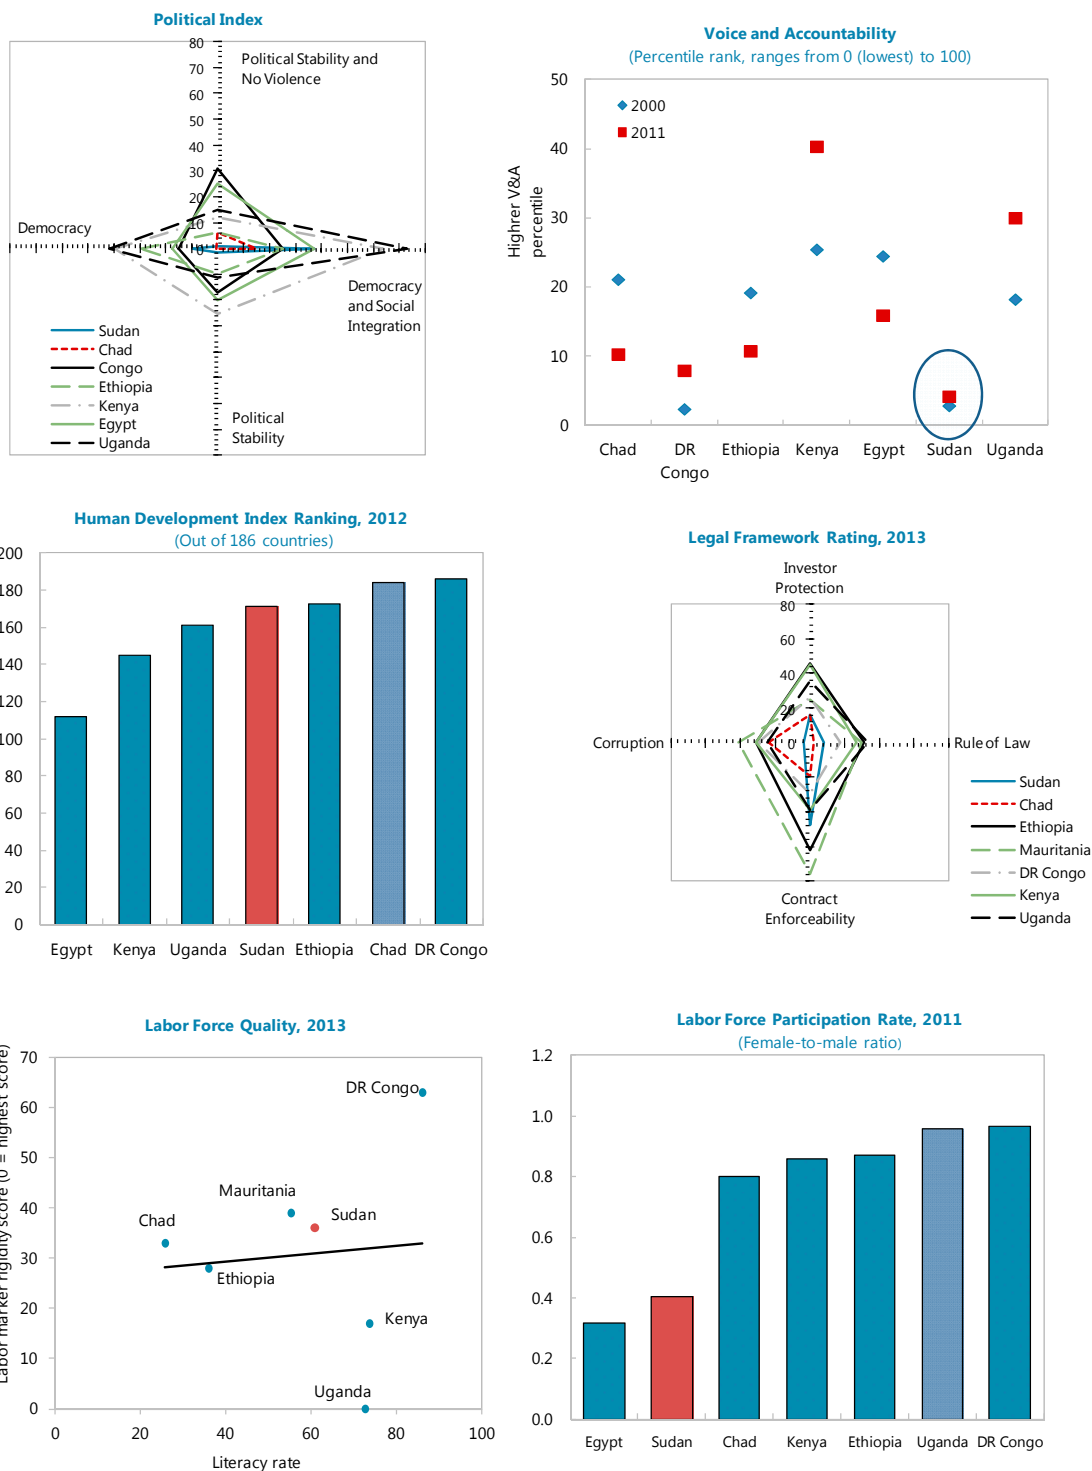 Political Index
80
70
60
50
40
30
20
10
0
Political Stability and
No Violence
Democracy
Democracy
and Social
Integration
Political
Stability
Sudan
Chad
Congo
Ethiopia
Kenya
Egypt
Uganda
Voice and Accountability
(Percentile rank, ranges from 0 (lowest) to 100)
Highrer V&A
percentile
50
40
30
20
10
0
2000
2011
Chad
DR
Congo
Ethiopia
Kenya
Egypt
Sudan
Uganda
Human Development Index Ranking, 2012
(Out of 186 countries)
200
180
160
140
120
100
80
60
40
20
0
Egypt
Kenya
Uganda
Sudan
Ethiopia
Chad
DR Congo
Legal Framework Rating, 2013
Investor
Protection
80
60
40
20
0
Corruption
Rule of Law
Contract
Enforceability
Sudan
Chad
Ethiopia
Mauritania
DR Congo
Kenya
Uganda
Labor Force Quality, 2013
Labor marker rigidity score (0 = highest score)
70
60
50
40
30
20
10
0
DR Congo
Mauritania
Sudan
Chad
Ethiopia
Kenya
Uganda
0
20
40
60
80
100
Literacy rate
Labor Force Participation Rate, 2011
(Female-to-male ratio)
1.2
1.0
0.8
0.6
0.4
0.2
0.0
Egypt
Sudan
Chad
Kenya
Ethiopia
Uganda
DR Congo